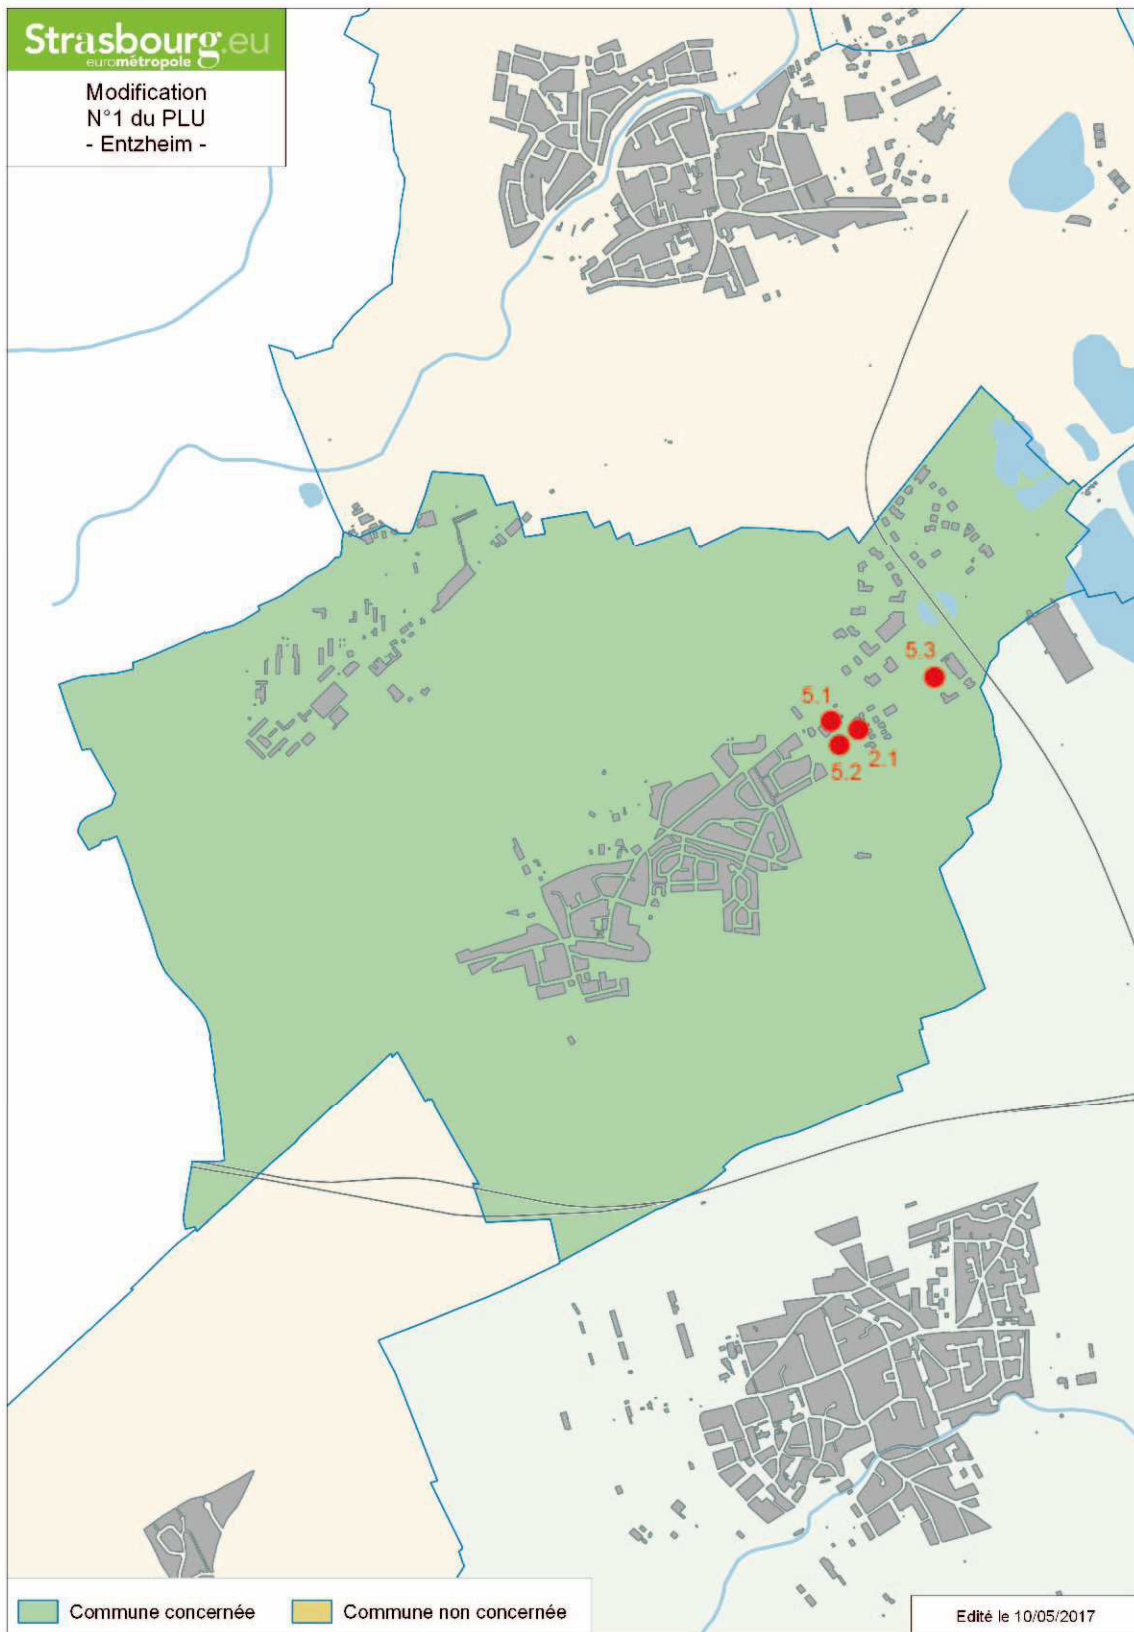 Strasbourg.eu
eurométropole
Modification
N°1 du PLU
- Entzheim -
5.3
5.1
2.1
5.2
Commune concernée
Commune non concernée
Edité le 10/05/2017